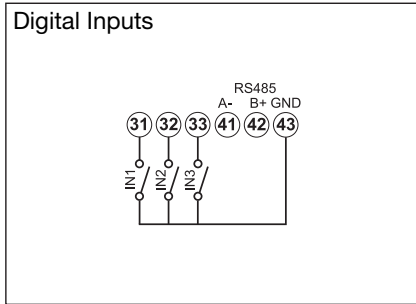 Digital Inputs
RS485
A- B+ GND
31 32 33 41 42 43
IN1 IN2 IN3